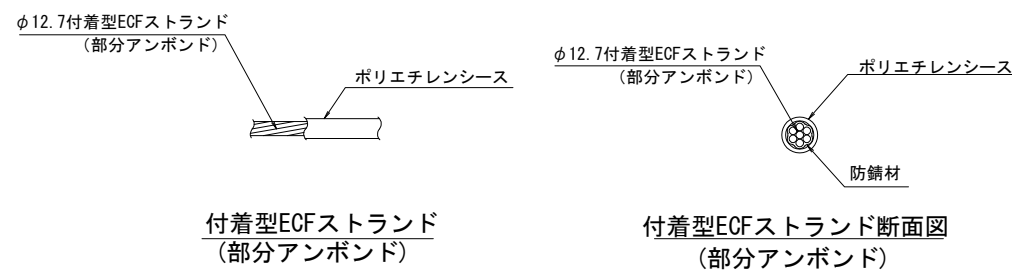 φ12.7付着型ECFストランド
(部分アンボンド)
ポリエチレンシース
付着型ECFストランド
(部分アンボンド)
φ12.7付着型ECFストランド
(部分アンボンド)
ポリエチレンシース
防錆材
付着型ECFストランド断面図
(部分アンボンド)